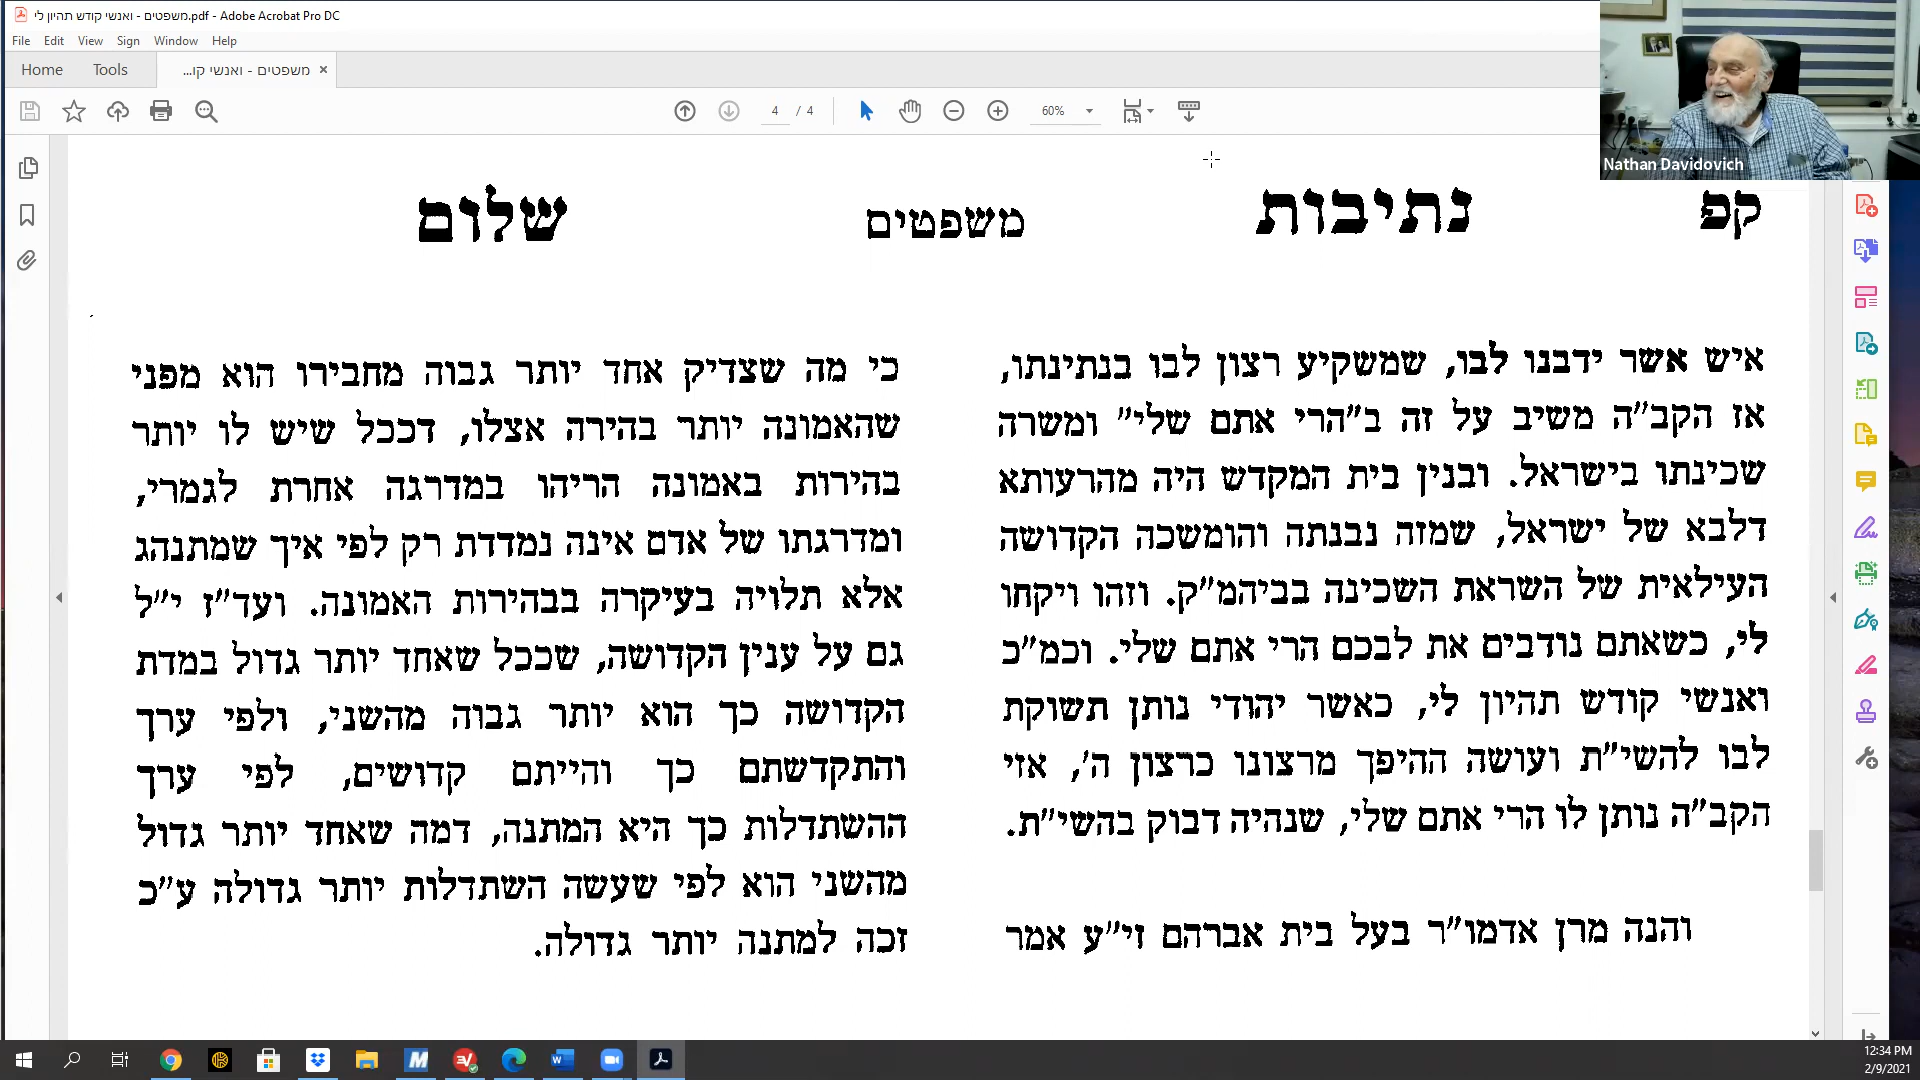 משפטים - ואנשי קודש תהיון לי.pdf - Adobe Acrobat Pro DC
File Edit View Sign Window Help
Home Tools משפטים - ואנשי קו...
4 / 4 60%
Nathan Davidovich
קפ נתיבות משפטים שלום
איש אשר ידבנו לבו, שמשקיע רצון לבו בנתינתו,
אז הקב"ה משיב על זה ב"הרי אתם שלי" ומשרה
שכינתו בישראל. ובנין בית המקדש היה מהרעותא
דלבא של ישראל, שמזה נבנתה והומשכה הקדושה
העילאית של השראת השכינה בביהמ"ק. וזהו ויקחו
לי, כשאתם נודבים את לבכם הרי אתם שלי. וכמ"כ
ואנשי קודש תהיון לי, כאשר יהודי נותן תשוקת
לבו להשי"ת ועושה ההיפך מרצונו כרצון ה', אזי
הקב"ה נותן לו הרי אתם שלי, שנהיה דבוק בהשי"ת.
והנה מרן אדמו"ר בעל בית אברהם זי"ע אמר
כי מה שצדיק אחד יותר גבוה מחבירו הוא מפני
שהאמונה יותר בהירה אצלו, דככל שיש לו יותר
בהירות באמונה הריהו במדרגה אחרת לגמרי,
ומדרגתו של אדם אינה נמדדת רק לפי איך שמתנהג
אלא תלויה בעיקרה בבהירות האמונה. ועד"ז י"ל
גם על ענין הקדושה, שככל שאחד יותר גדול במדת
הקדושה כך הוא יותר גבוה מהשני, ולפי ערך
והתקדשתם כך והייתם קדושים, לפי ערך
ההשתדלות כך היא המתנה, דמה שאחד יותר גדול
מהשני הוא לפי שעשה השתדלות יותר גדולה ע"כ
זכה למתנה יותר גדולה.
12:34 PM
2/9/2021